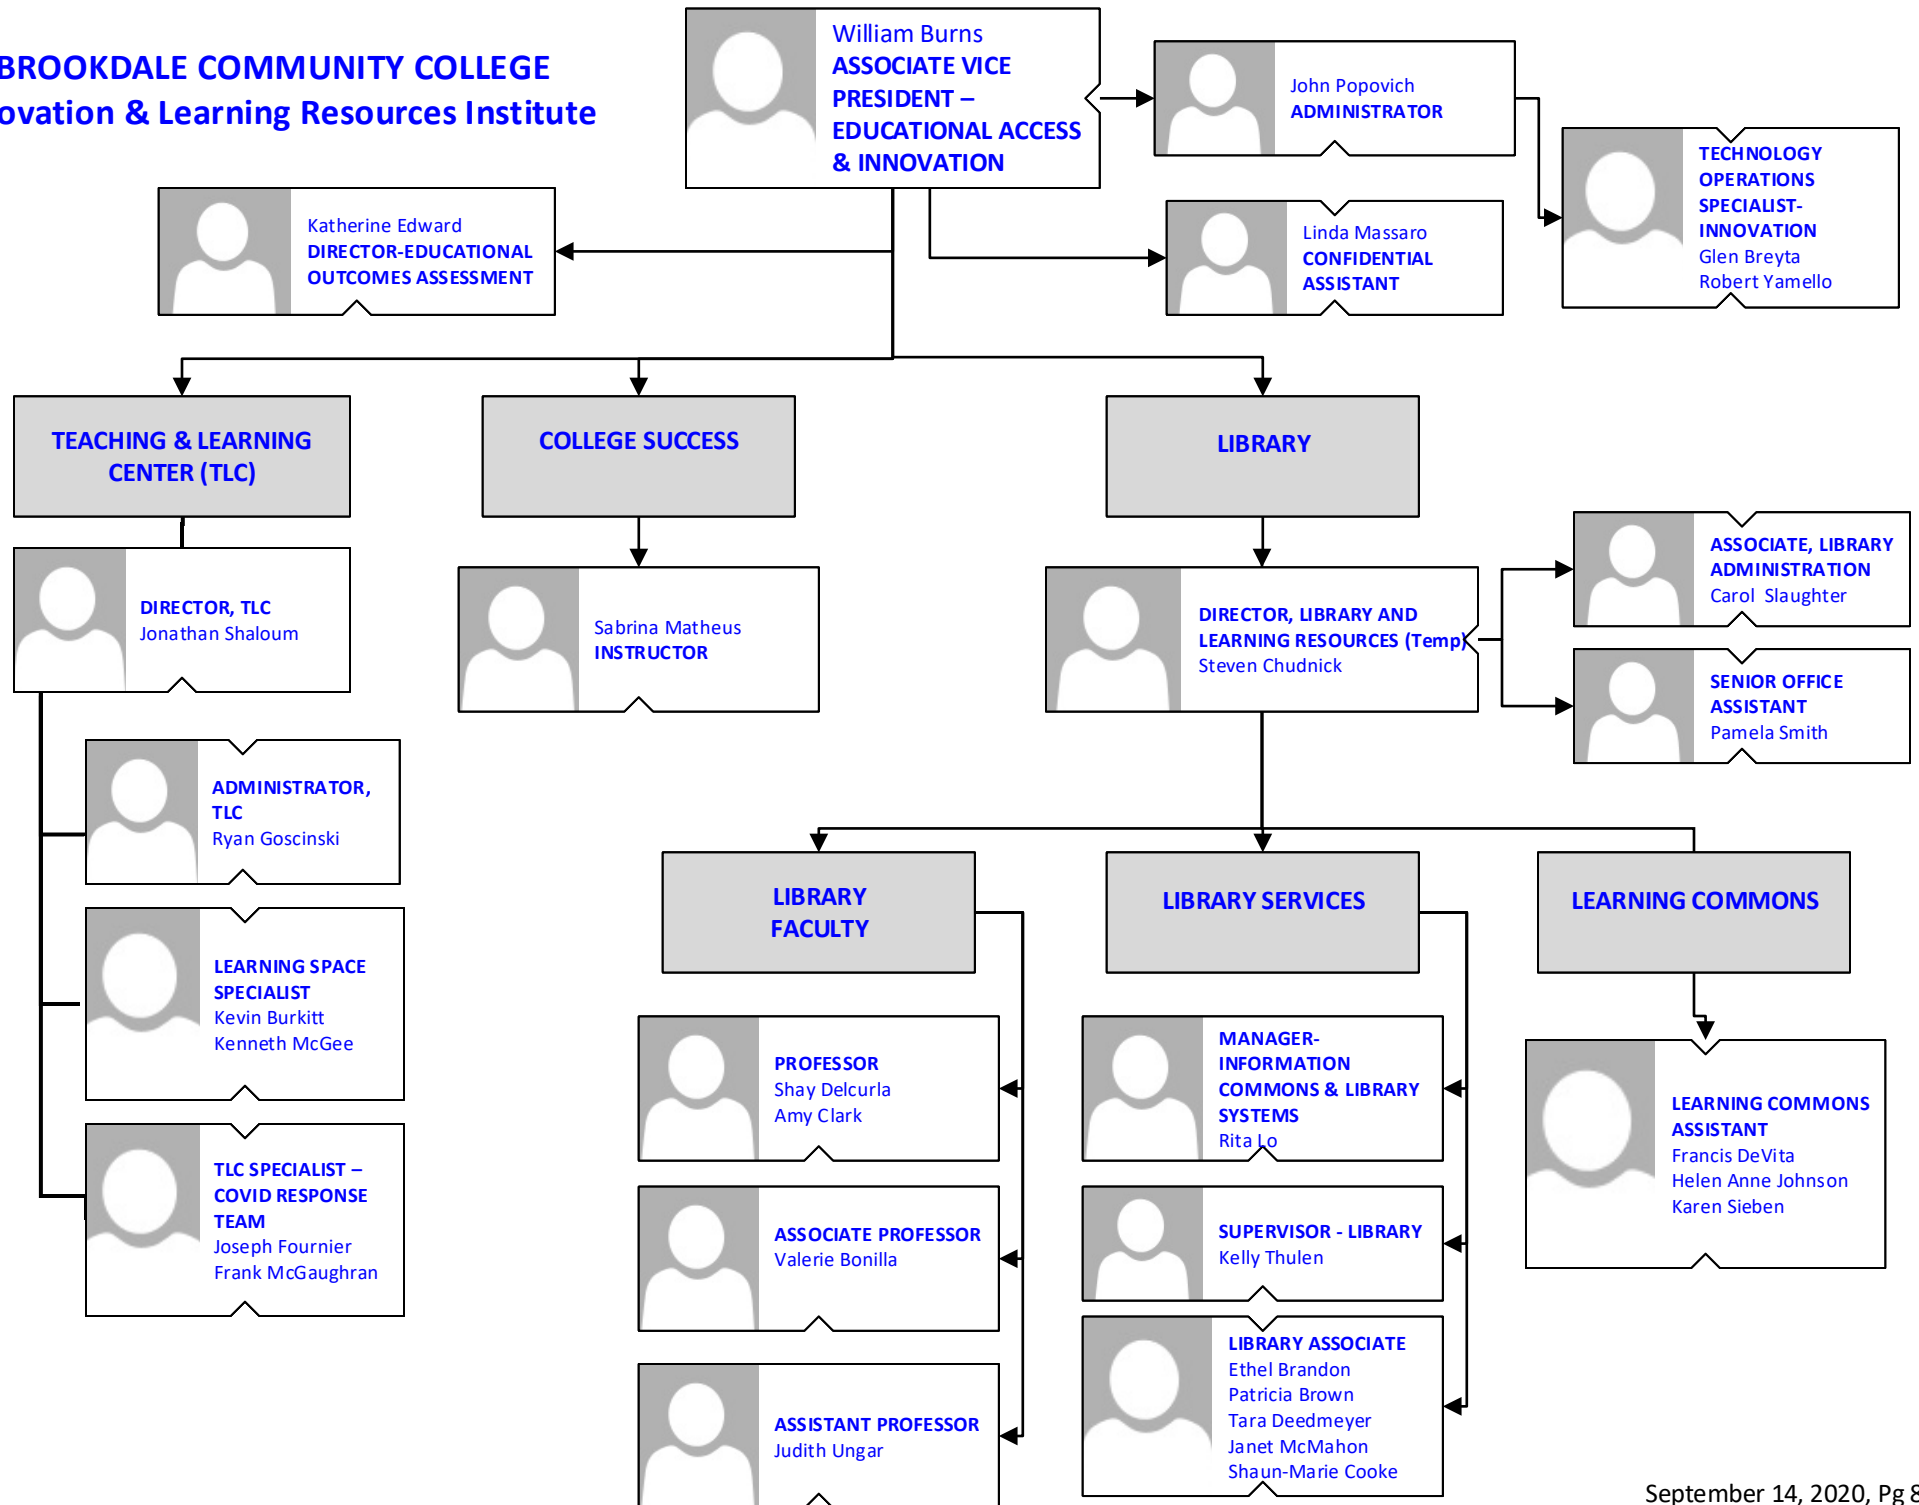 BROOKDALE COMMUNITY COLLEGE
ovation & Learning Resources Institute
William Burns
ASSOCIATE VICE
PRESIDENT –
EDUCATIONAL ACCESS
& INNOVATION
John Popovich
ADMINISTRATOR
TECHNOLOGY
OPERATIONS
SPECIALIST-
INNOVATION
Glen Breyta
Robert Yamello
Katherine Edward
DIRECTOR-EDUCATIONAL
OUTCOMES ASSESSMENT
Linda Massaro
CONFIDENTIAL
ASSISTANT
TEACHING & LEARNING
CENTER (TLC)
COLLEGE SUCCESS
LIBRARY
DIRECTOR, TLC
Jonathan Shaloum
Sabrina Matheus
INSTRUCTOR
DIRECTOR, LIBRARY AND
LEARNING RESOURCES (Temp)
Steven Chudnick
ASSOCIATE, LIBRARY
ADMINISTRATION
Carol Slaughter
SENIOR OFFICE
ASSISTANT
Pamela Smith
ADMINISTRATOR,
TLC
Ryan Goscinski
LEARNING SPACE
SPECIALIST
Kevin Burkitt
Kenneth McGee
TLC SPECIALIST –
COVID RESPONSE
TEAM
Joseph Fournier
Frank McGaughran
LIBRARY
FACULTY
LIBRARY SERVICES
LEARNING COMMONS
PROFESSOR
Shay Delcurla
Amy Clark
ASSOCIATE PROFESSOR
Valerie Bonilla
ASSISTANT PROFESSOR
Judith Ungar
MANAGER-
INFORMATION
COMMONS & LIBRARY
SYSTEMS
Rita Lo
SUPERVISOR - LIBRARY
Kelly Thulen
LIBRARY ASSOCIATE
Ethel Brandon
Patricia Brown
Tara Deedmeyer
Janet McMahon
Shaun-Marie Cooke
LEARNING COMMONS
ASSISTANT
Francis DeVita
Helen Anne Johnson
Karen Sieben
September 14, 2020, Pg 8